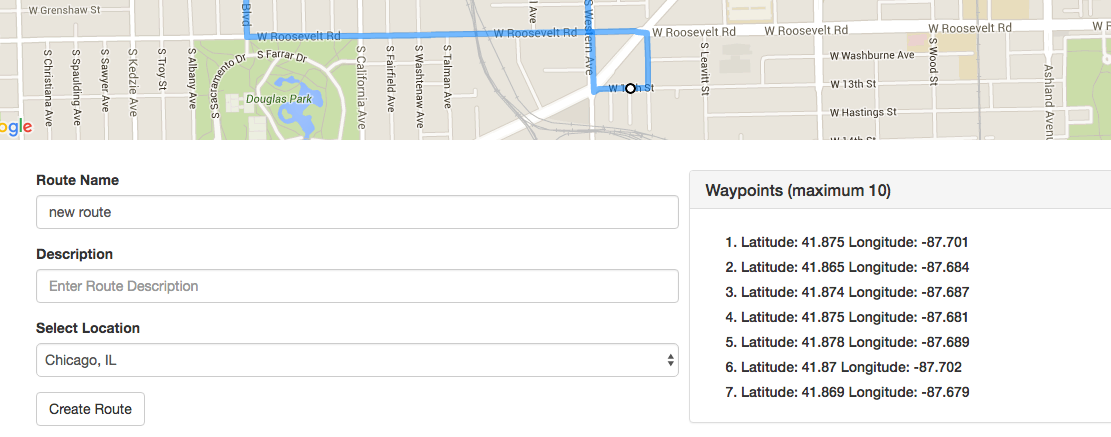 W Grenshaw St
Blvd
l Ave
S Western Ave
W Roosevelt Rd
W Roosevelt Rd
W Roosevelt Rd
W Roosevelt Rd
S Christiana Ave
S Spaulding Ave
S Sawyer Ave
S Kedzie Ave
S Troy St
S Albany Ave
S Sacramento Dr
S Farrar Dr
Douglas Park
S California Ave
S Fairfield Ave
S Washtenaw Ave
S Talman Ave
S Leavitt St
W Washburne Ave
W 13th St
W Hastings St
W 14th St
S Wood St
Ashland Avenu
ogle
Route Name
new route
Description
Enter Route Description
Select Location
Chicago, IL
Create Route
Waypoints (maximum 10)
1. Latitude: 41.875 Longitude: -87.701
2. Latitude: 41.865 Longitude: -87.684
3. Latitude: 41.874 Longitude: -87.687
4. Latitude: 41.875 Longitude: -87.681
5. Latitude: 41.878 Longitude: -87.689
6. Latitude: 41.87 Longitude: -87.702
7. Latitude: 41.869 Longitude: -87.679